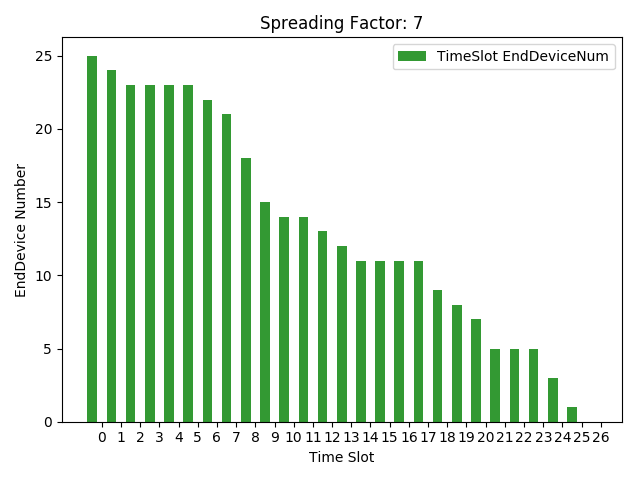 Spreading Factor: 7
TimeSlot EndDeviceNum
EndDevice Number
25
20
15
10
5
0
0 1 2 3 4 5 6 7 8 9 10 11 12 13 14 15 16 17 18 19 20 21 22 23 24 25 26
Time Slot